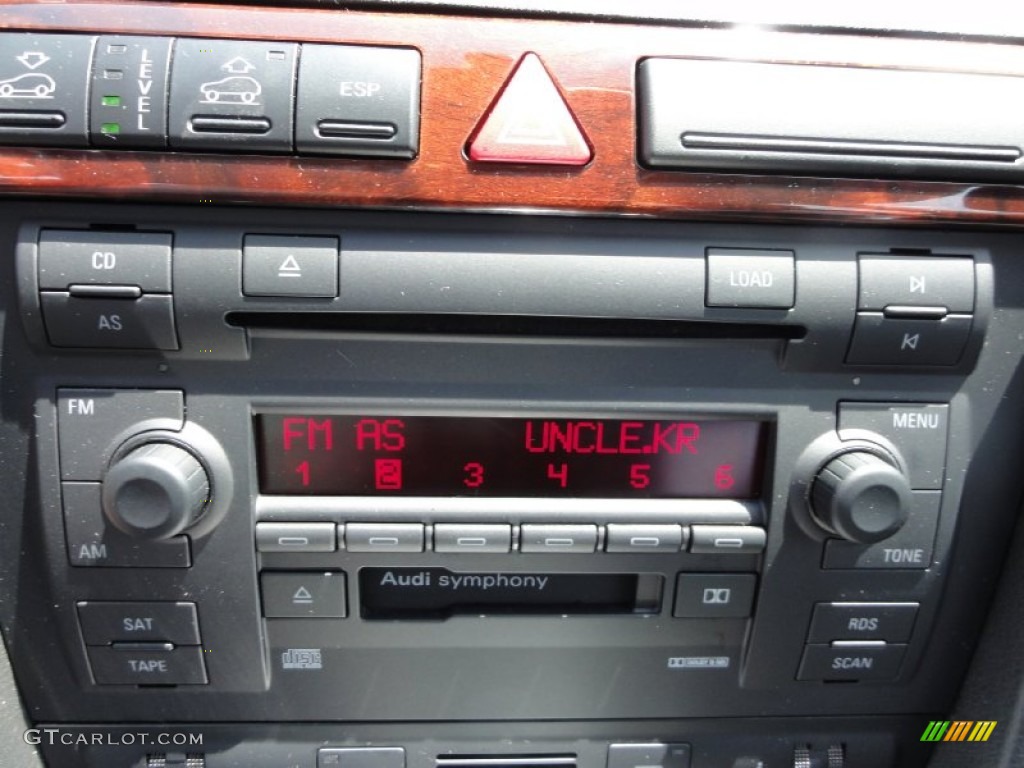 LEVEL
ESP
CD
LOAD
AS
FM
MENU
FM AS UNCLE.KR
1 2 3 4 5 6
AM
TONE
Audi symphony
SAT
RDS
TAPE
SCAN
GTCARLOT.COM